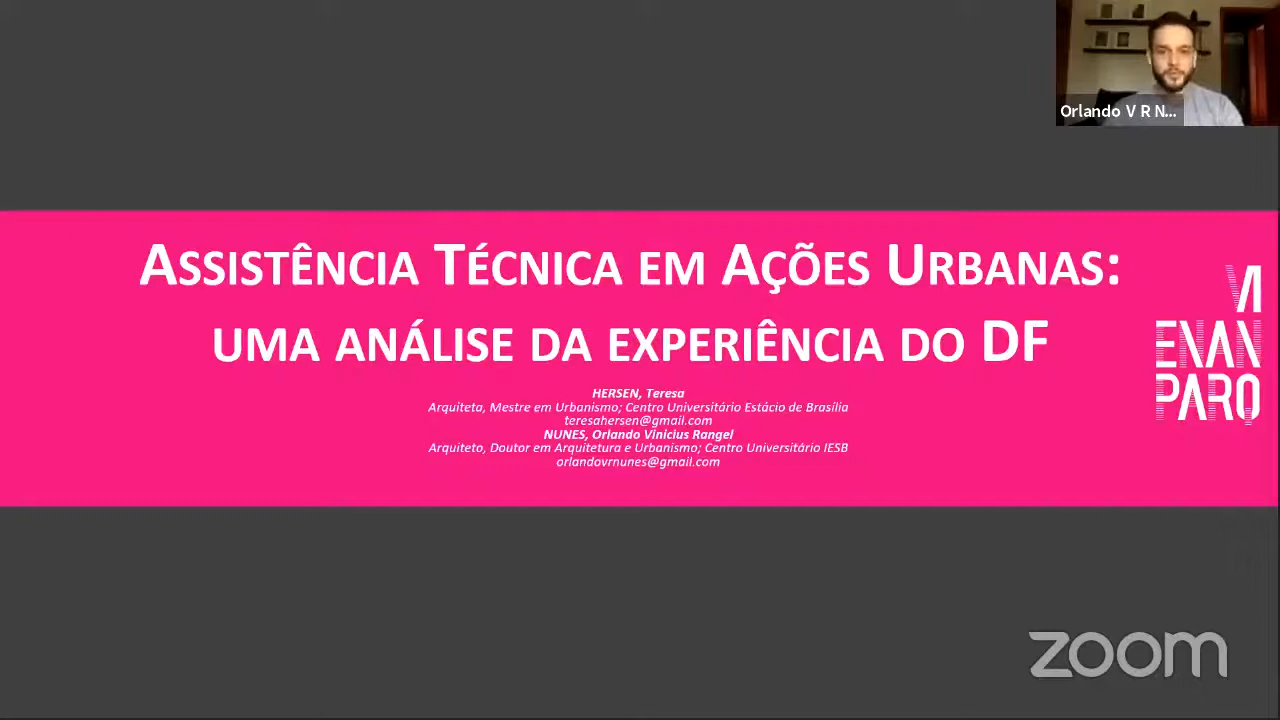 Orlando V R N...
ASSISTÊNCIA TÉCNICA EM AÇÕES URBANAS:
UMA ANÁLISE DA EXPERIÊNCIA DO DF
HERSEN, Teresa
Arquiteta, Mestre em Urbanismo; Centro Universitário Estácio de Brasília
teresahersen@gmail.com
NUNES, Orlando Vinicius Rangel
Arquiteto, Doutor em Arquitetura e Urbanismo; Centro Universitário IESB
orlandovrnunes@gmail.com
VI
ENAN
PARQ
zoom